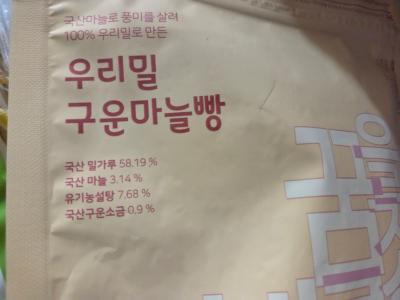 국산마늘로 풍미를 살려
100% 우리밀로 만든
우리밀
구운마늘빵
국산 밀가루 58.19 %
국산 마늘 3.14 %
유기농설탕 7.68 %
국산구운소금 0.9 %